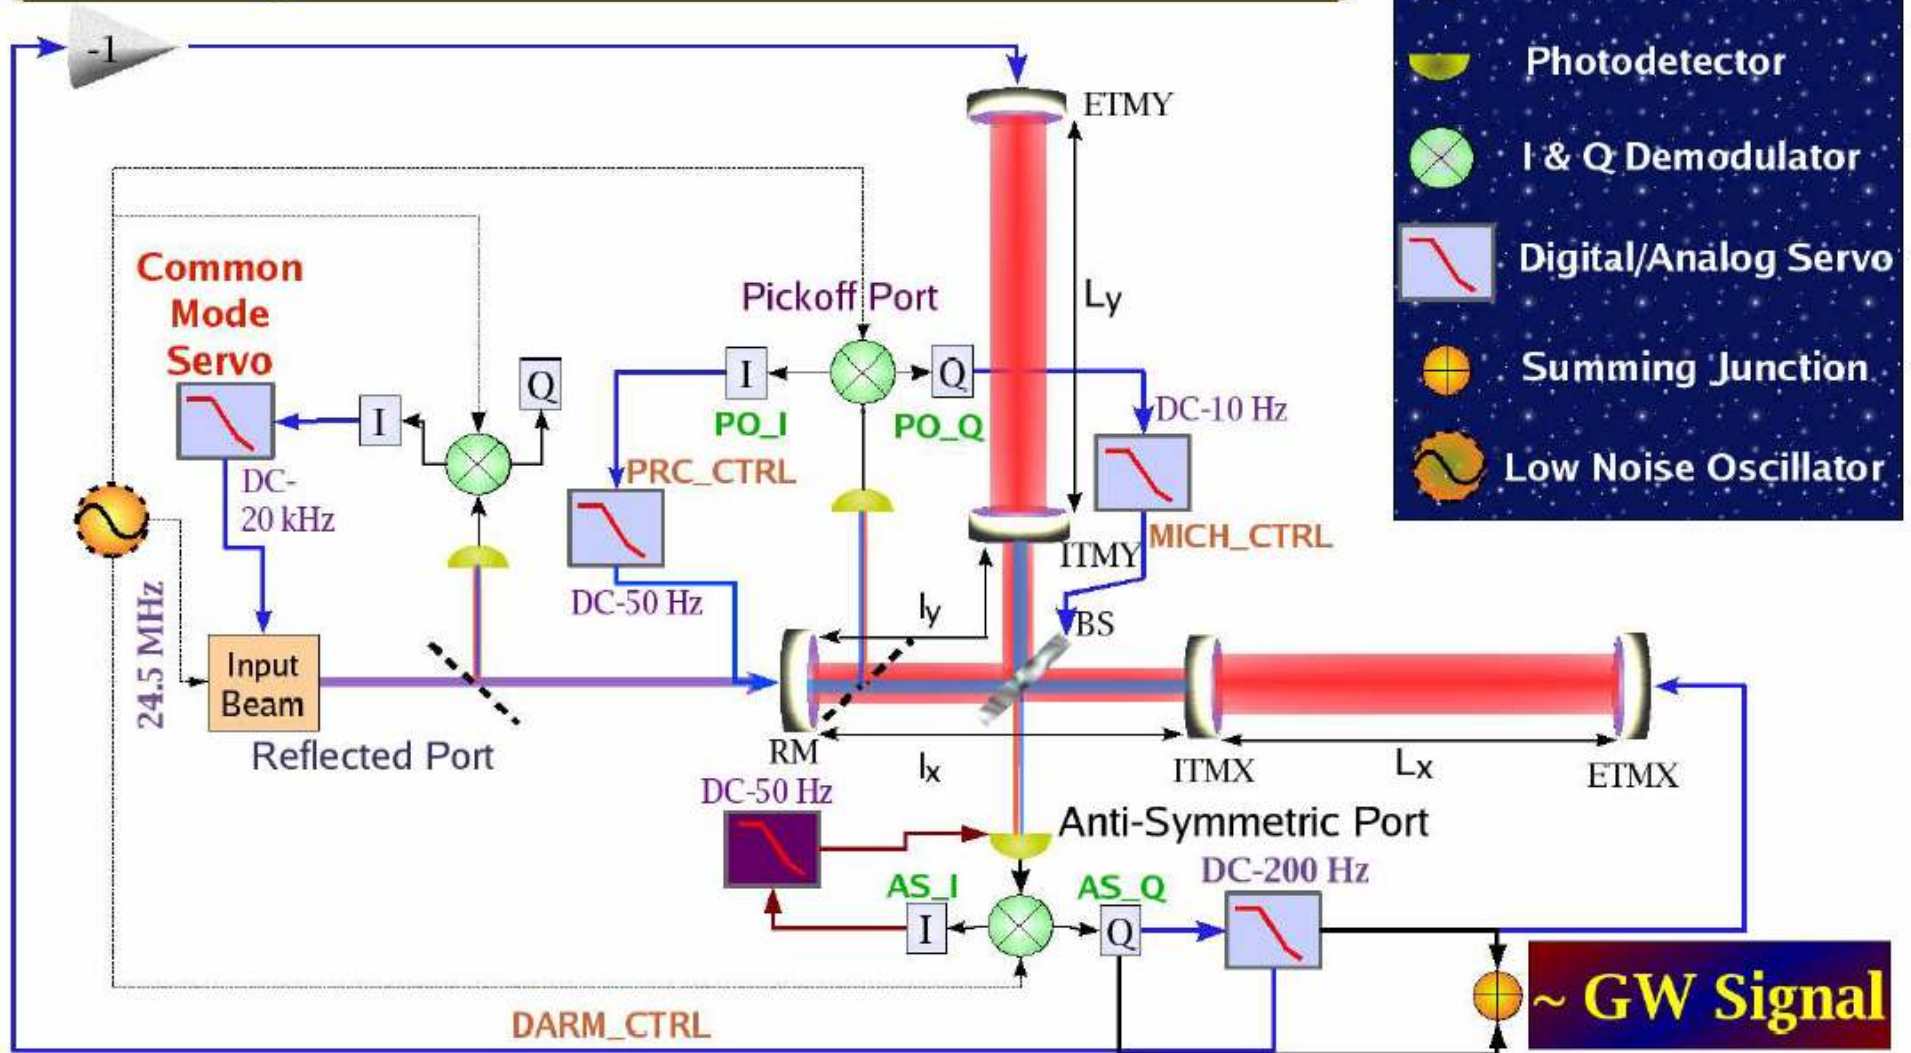 -1
ETMY
Photodetector
I & Q Demodulator
Digital/Analog Servo
Summing Junction
Low Noise Oscillator
Common
Mode
Servo
Pickoff Port
Ly
I
Q
PO_I
PO_Q
DC-10 Hz
I
Q
DC-
20 kHz
PRC_CTRL
MICH_CTRL
ITMY
DC-50 Hz
24.5 MHz
Input
Beam
Reflected Port
ly
BS
RM
lx
ITMX
Lx
ETMX
DC-50 Hz
Anti-Symmetric Port
DC-200 Hz
AS_I
AS_Q
I
Q
~ GW Signal
DARM_CTRL